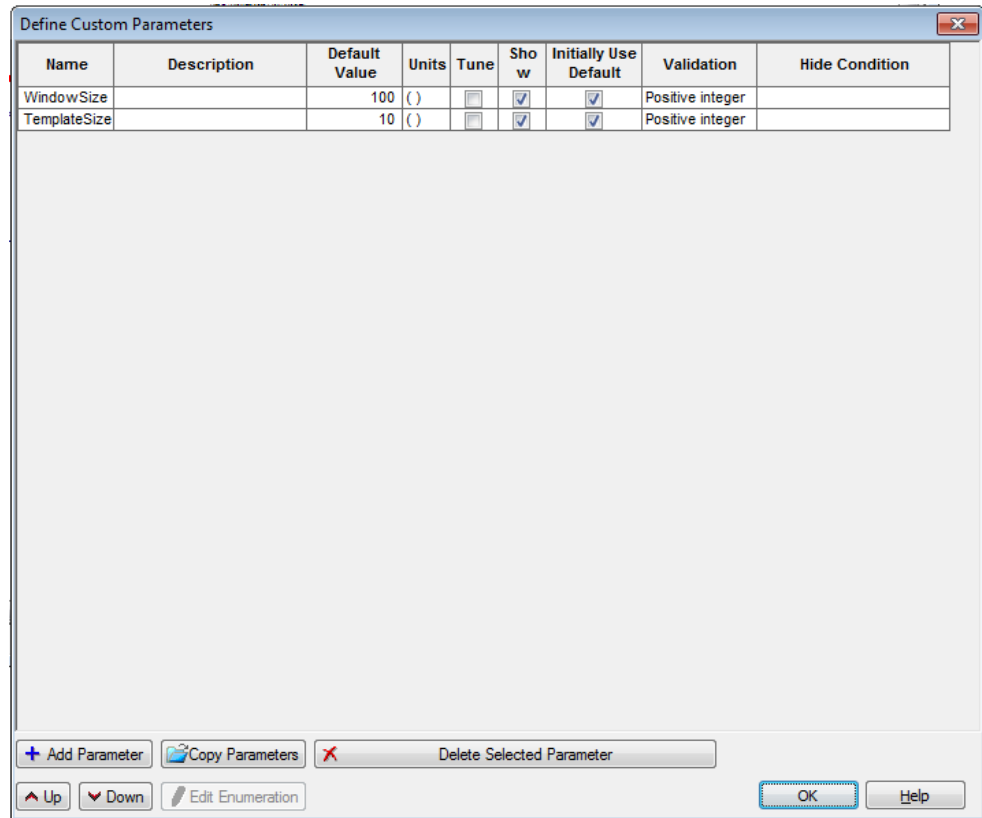 Define Custom Parameters
Name Description Default Value Units Tune Sho w Initially Use Default Validation Hide Condition
WindowSize 100 ( ) Positive integer
TemplateSize 10 ( ) Positive integer
Add Parameter Copy Parameters Delete Selected Parameter
Up Down Edit Enumeration OK Help